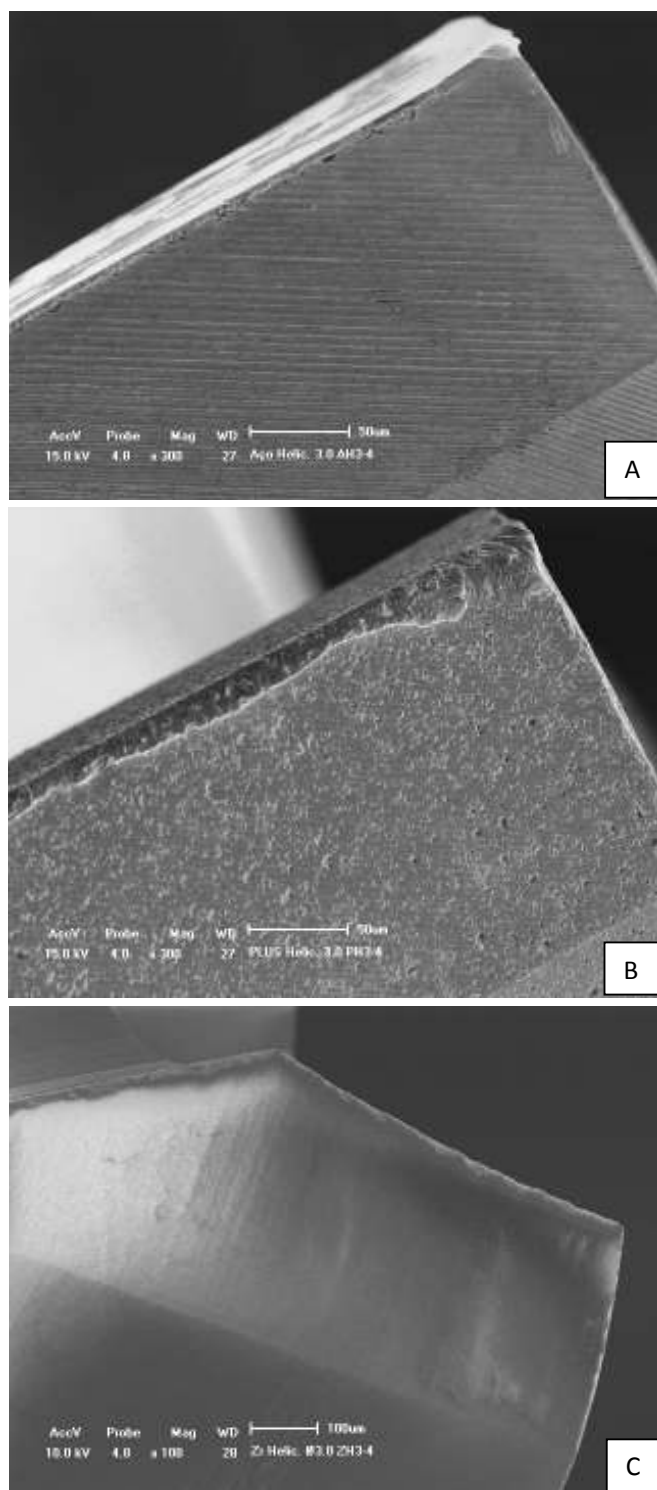 AccV Probe Mag WD 50um
15.0 kV 4.0 x 300 27 Aço Helic. 3.0 AH3-4
A
AccV Probe Mag WD 50um
15.0 kV 4.0 x 300 27 PLUS Helic. 3.0 PH3-4
B
AccV Probe Mag WD 100um
10.0 kV 4.0 x 100 28 Zr Helic. Ø3.0 ZH3-4
C